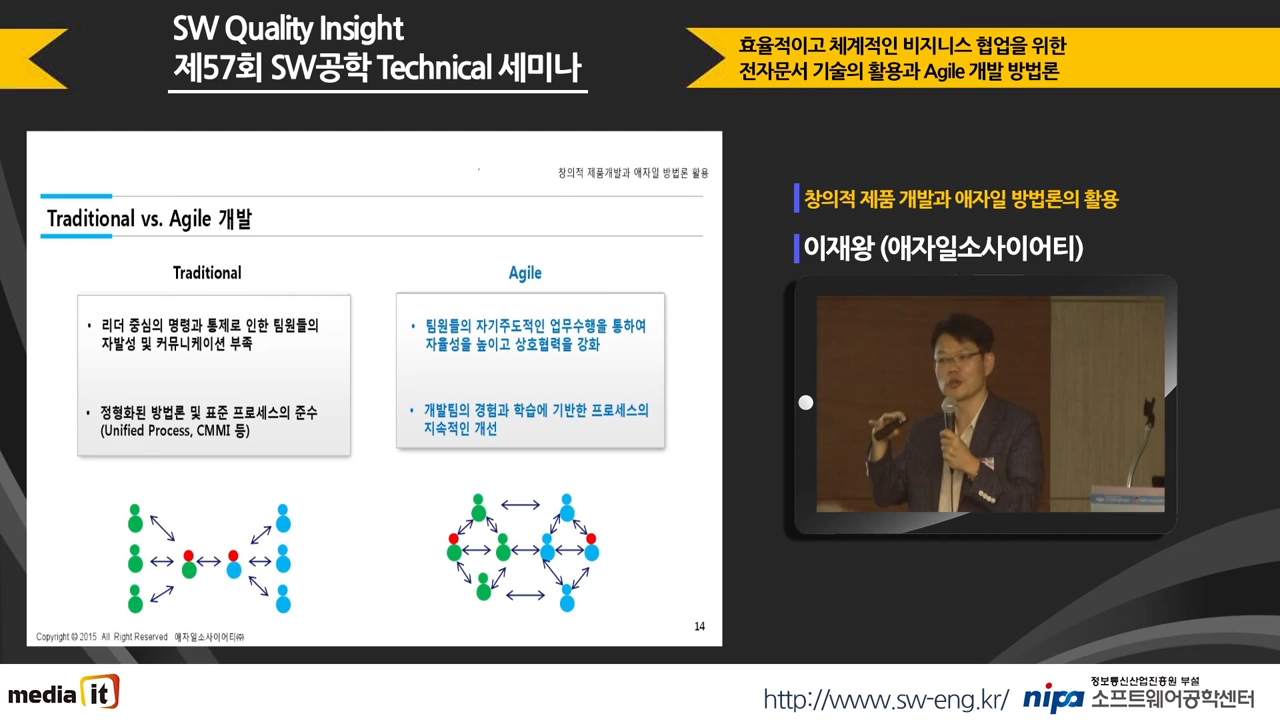 SW Quality Insight
제57회 SW공학 Technical 세미나
효율적이고 체계적인 비지니스 협업을 위한
전자문서 기술의 활용과 Agile 개발 방법론
창의적 제품개발과 애자일 방법론 활용
Traditional vs. Agile 개발
Traditional
• 리더 중심의 명령과 통제로 인한 팀원들의
자발성 및 커뮤니케이션 부족
• 정형화된 방법론 및 표준 프로세스의 준수
(Unified Process, CMMI 등)
Agile
• 팀원들의 자기주도적인 업무수행을 통하여
자율성을 높이고 상호협력을 강화
• 개발팀의 경험과 학습에 기반한 프로세스의
지속적인 개선
Copyright © 2015 All Right Reserved 애자일소사이어티㈜
14
창의적 제품 개발과 애자일 방법론의 활용
이재왕 (애자일소사이어티)
media it
http://www.sw-eng.kr/
nipa
정보통신산업진흥원 부설
소프트웨어공학센터